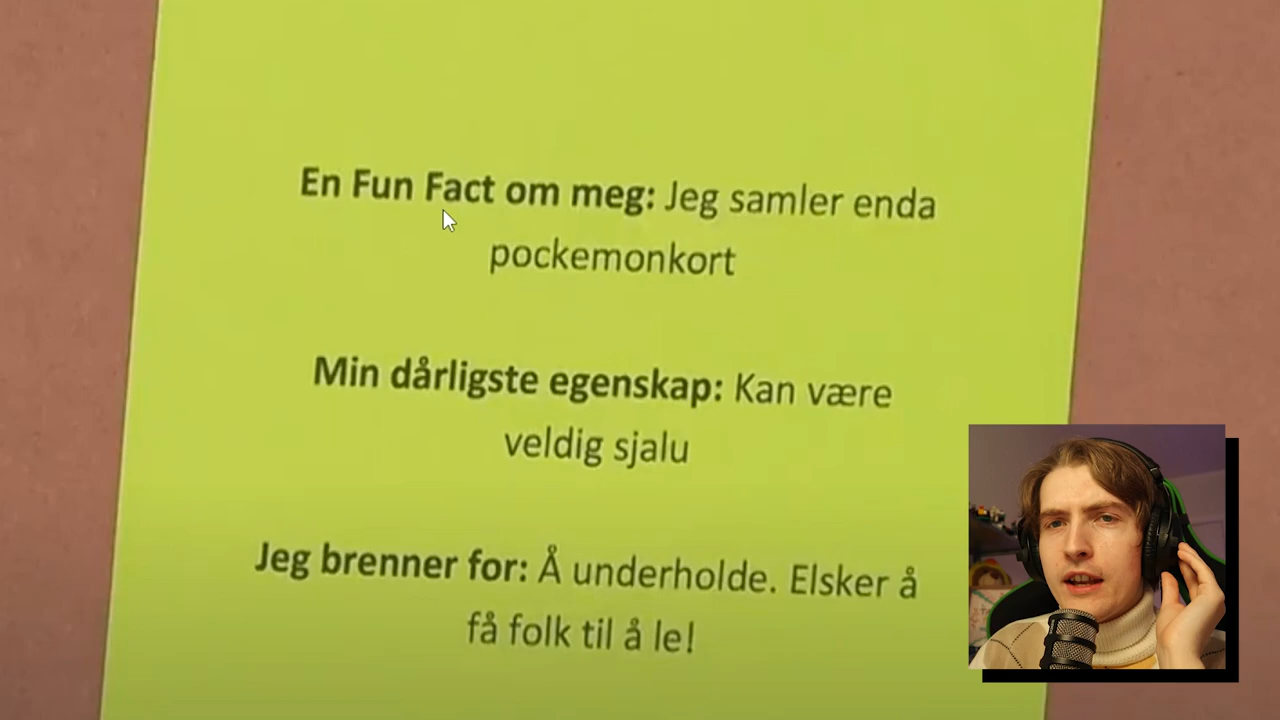 En Fun Fact om meg: Jeg samler enda
pockemonkort
Min dårligste egenskap: Kan være
veldig sjalu
Jeg brenner for: Å underholde. Elsker å
få folk til å le!